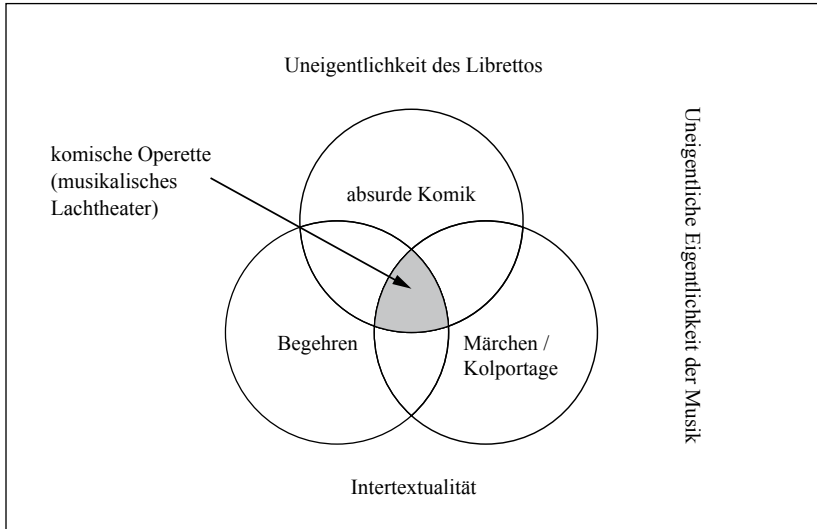 Uneigentlichkeit des Librettos
komische Operette
(musikalisches
Lachtheater)
absurde Komik
Begehren
Märchen /
Kolportage
Uneigentliche Eigentlichkeit der Musik
Intertextualität